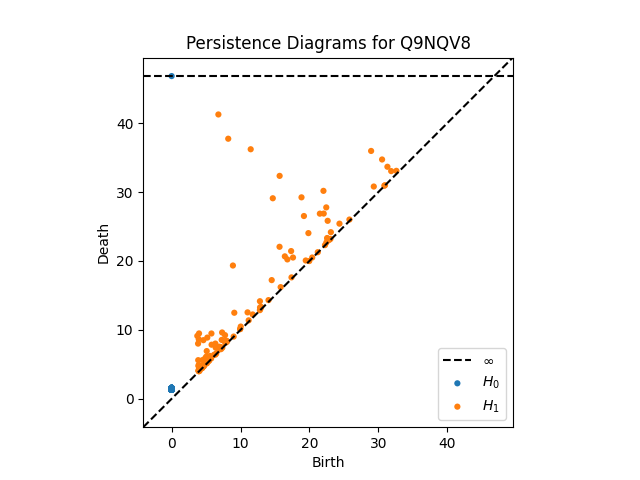 Persistence Diagrams for Q9NQV8
Death
40
30
20
10
0
0 10 20 30 40
Birth
∞
H₀
H₁